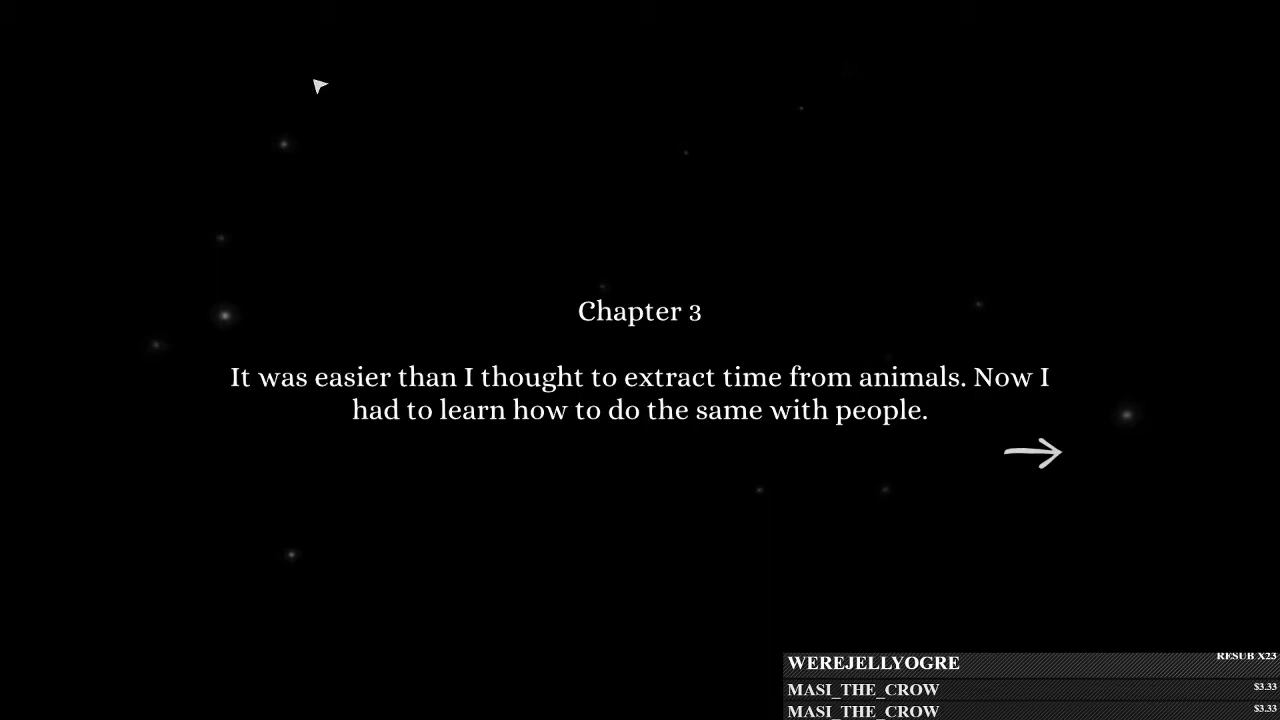 Chapter 3
It was easier than I thought to extract time from animals. Now I
had to learn how to do the same with people.
WEREJELLYOGRE RESUB X23
MASI_THE_CROW $3.33
MASI_THE_CROW $3.33